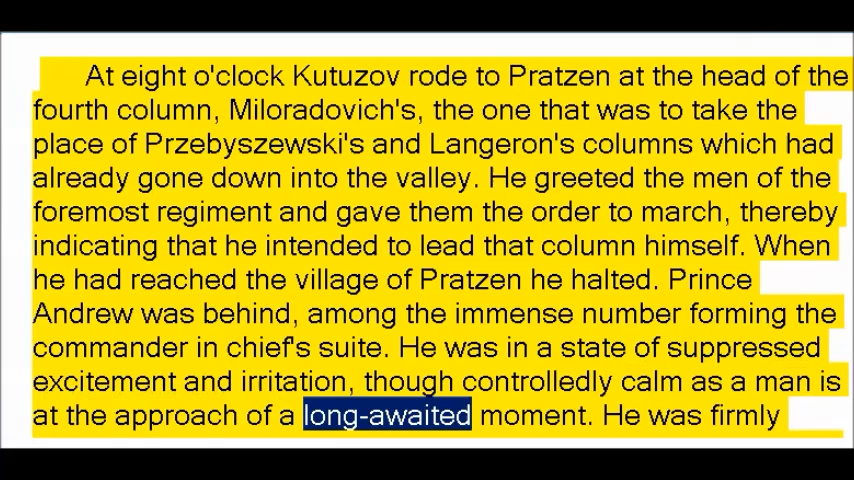 At eight o'clock Kutuzov rode to Pratzen at the head of the
fourth column, Miloradovich's, the one that was to take the
place of Przebyszewski's and Langeron's columns which had
already gone down into the valley. He greeted the men of the
foremost regiment and gave them the order to march, thereby
indicating that he intended to lead that column himself. When
he had reached the village of Pratzen he halted. Prince
Andrew was behind, among the immense number forming the
commander in chief's suite. He was in a state of suppressed
excitement and irritation, though controlledly calm as a man is
at the approach of a long-awaited moment. He was firmly